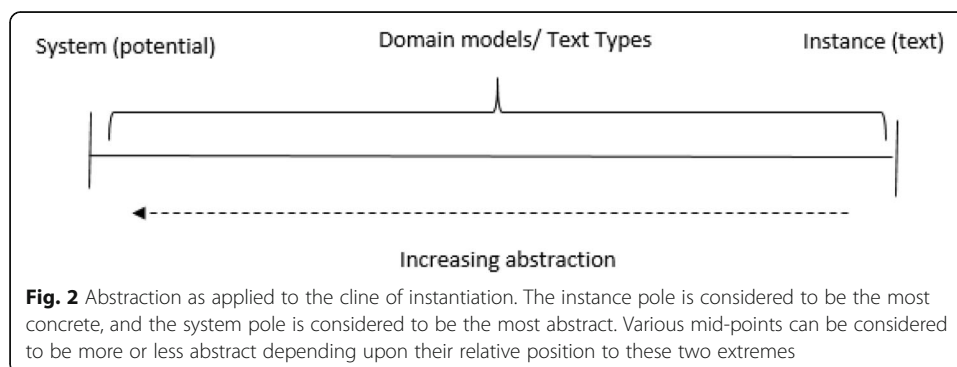 System (potential) Domain models/ Text Types Instance (text)
Increasing abstraction
Fig. 2 Abstraction as applied to the cline of instantiation. The instance pole is considered to be the most
concrete, and the system pole is considered to be the most abstract. Various mid-points can be considered
to be more or less abstract depending upon their relative position to these two extremes